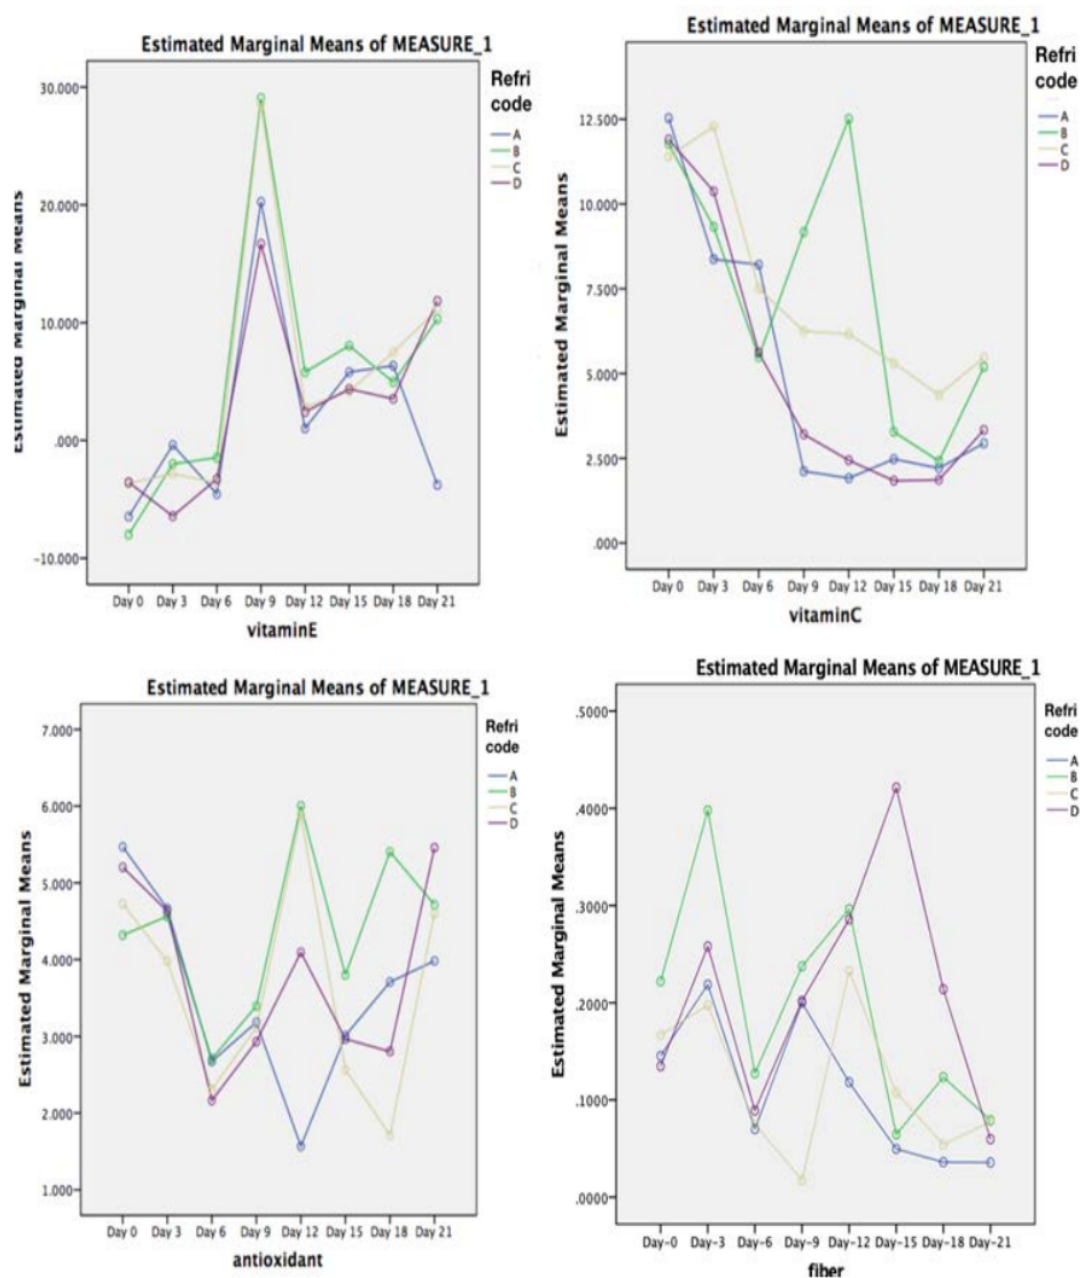 Estimated Marginal Means of MEASURE_1
Refri
code
A
B
C
D
Estimated Marginal Means
30.000
20.000
10.000
.000
-10.000
Day 0 Day 3 Day 6 Day 9 Day 12 Day 15 Day 18 Day 21
vitaminE
Estimated Marginal Means of MEASURE_1
Refri
code
A
B
C
D
Estimated Marginal Means
12.500
10.000
7.500
5.000
2.500
.000
Day 0 Day 3 Day 6 Day 9 Day 12 Day 15 Day 18 Day 21
vitaminC
Estimated Marginal Means of MEASURE_1
Refri
code
A
B
C
D
Estimated Marginal Means
7.000
6.000
5.000
4.000
3.000
2.000
1.000
Day 0 Day 3 Day 6 Day 9 Day 12 Day 15 Day 18 Day 21
antioxidant
Estimated Marginal Means of MEASURE_1
Refri
code
A
B
C
D
Estimated Marginal Means
.5000
.4000
.3000
.2000
.1000
.0000
Day-0 Day-3 Day-6 Day-9 Day-12 Day-15 Day-18 Day-21
fiber